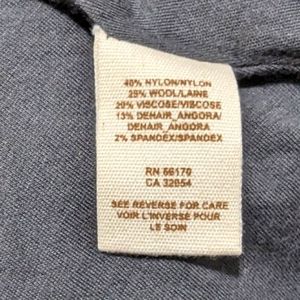 40% NYLON/NYLON
25% WOOL/LAINE
20% VISCOSE/VISCOSE
13% DEHAIR_ANGORA/
DEHAIR_ANGORA
2% SPANDEX/SPANDEX
RN 66170
CA 32054
SEE REVERSE FOR CARE
VOIR L'INVERSE POUR
LE SOIN